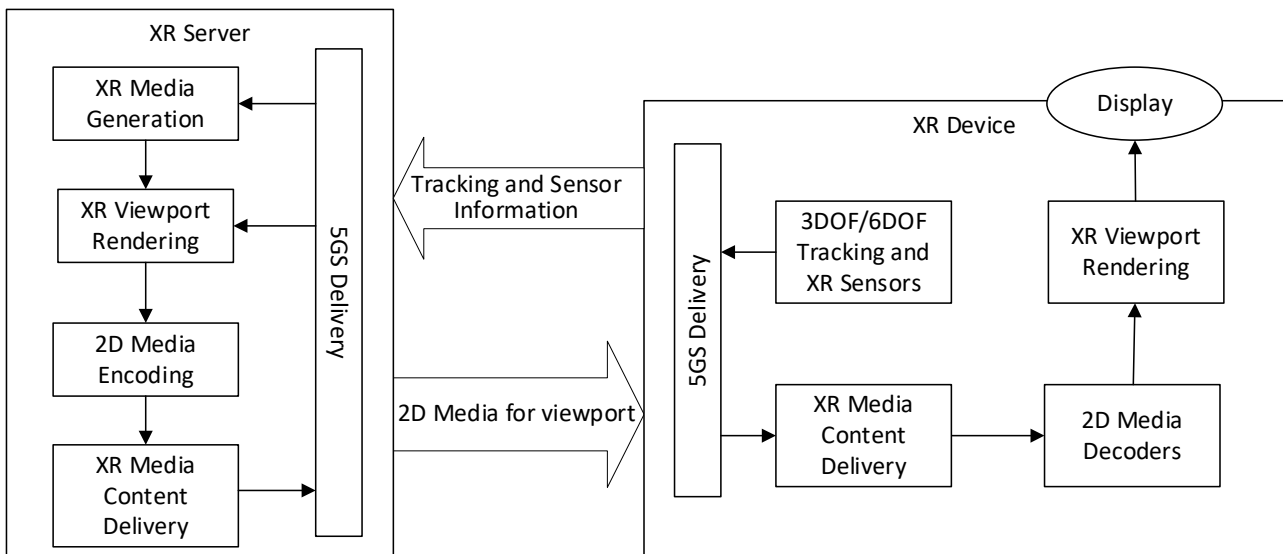 XR Server
XR Media
Generation
XR Viewport
Rendering
2D Media
Encoding
XR Media
Content
Delivery
5GS Delivery
Tracking and Sensor
Information
2D Media for viewport
XR Device
Display
5GS Delivery
3DOF/6DOF
Tracking and
XR Sensors
XR Viewport
Rendering
XR Media
Content
Delivery
2D Media
Decoders